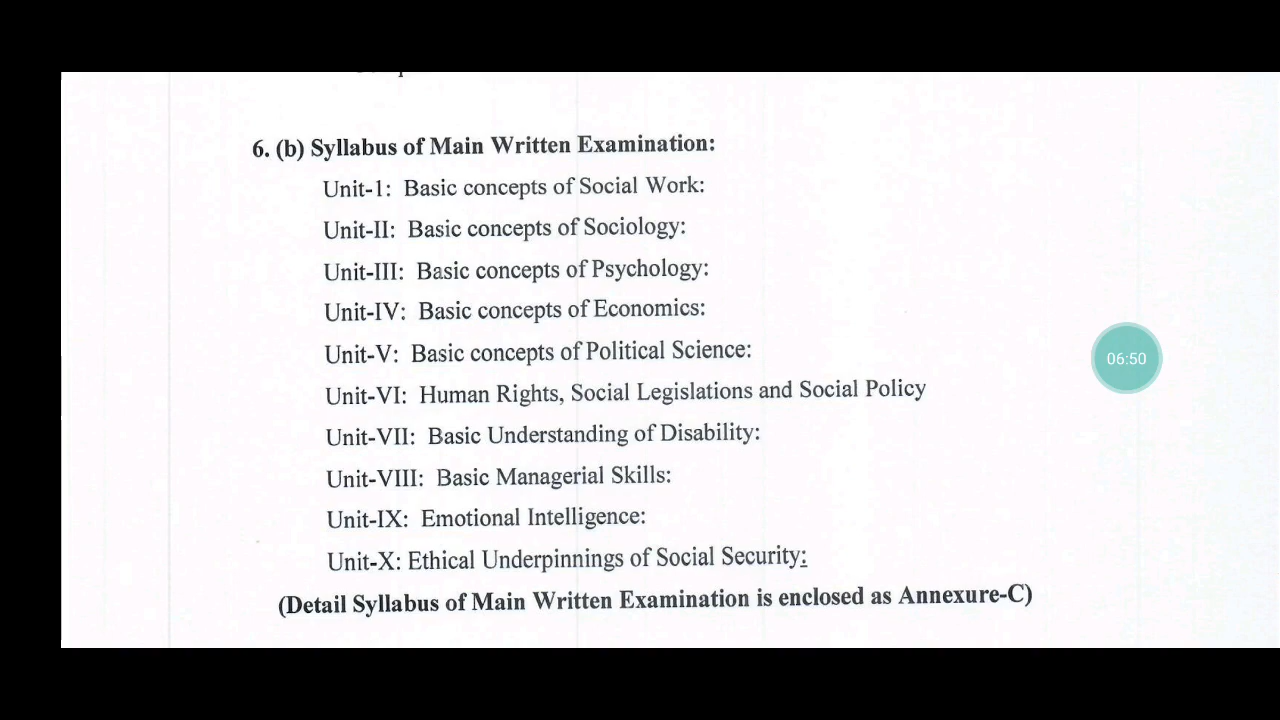 6. (b) Syllabus of Main Written Examination:
Unit-1: Basic concepts of Social Work:
Unit-II: Basic concepts of Sociology:
Unit-III: Basic concepts of Psychology:
Unit-IV: Basic concepts of Economics:
Unit-V: Basic concepts of Political Science:
Unit-VI: Human Rights, Social Legislations and Social Policy
06:50
Unit-VII: Basic Understanding of Disability:
Unit-VIII: Basic Managerial Skills:
Unit-IX: Emotional Intelligence:
Unit-X: Ethical Underpinnings of Social Security:
(Detail Syllabus of Main Written Examination is enclosed as Annexure-C)